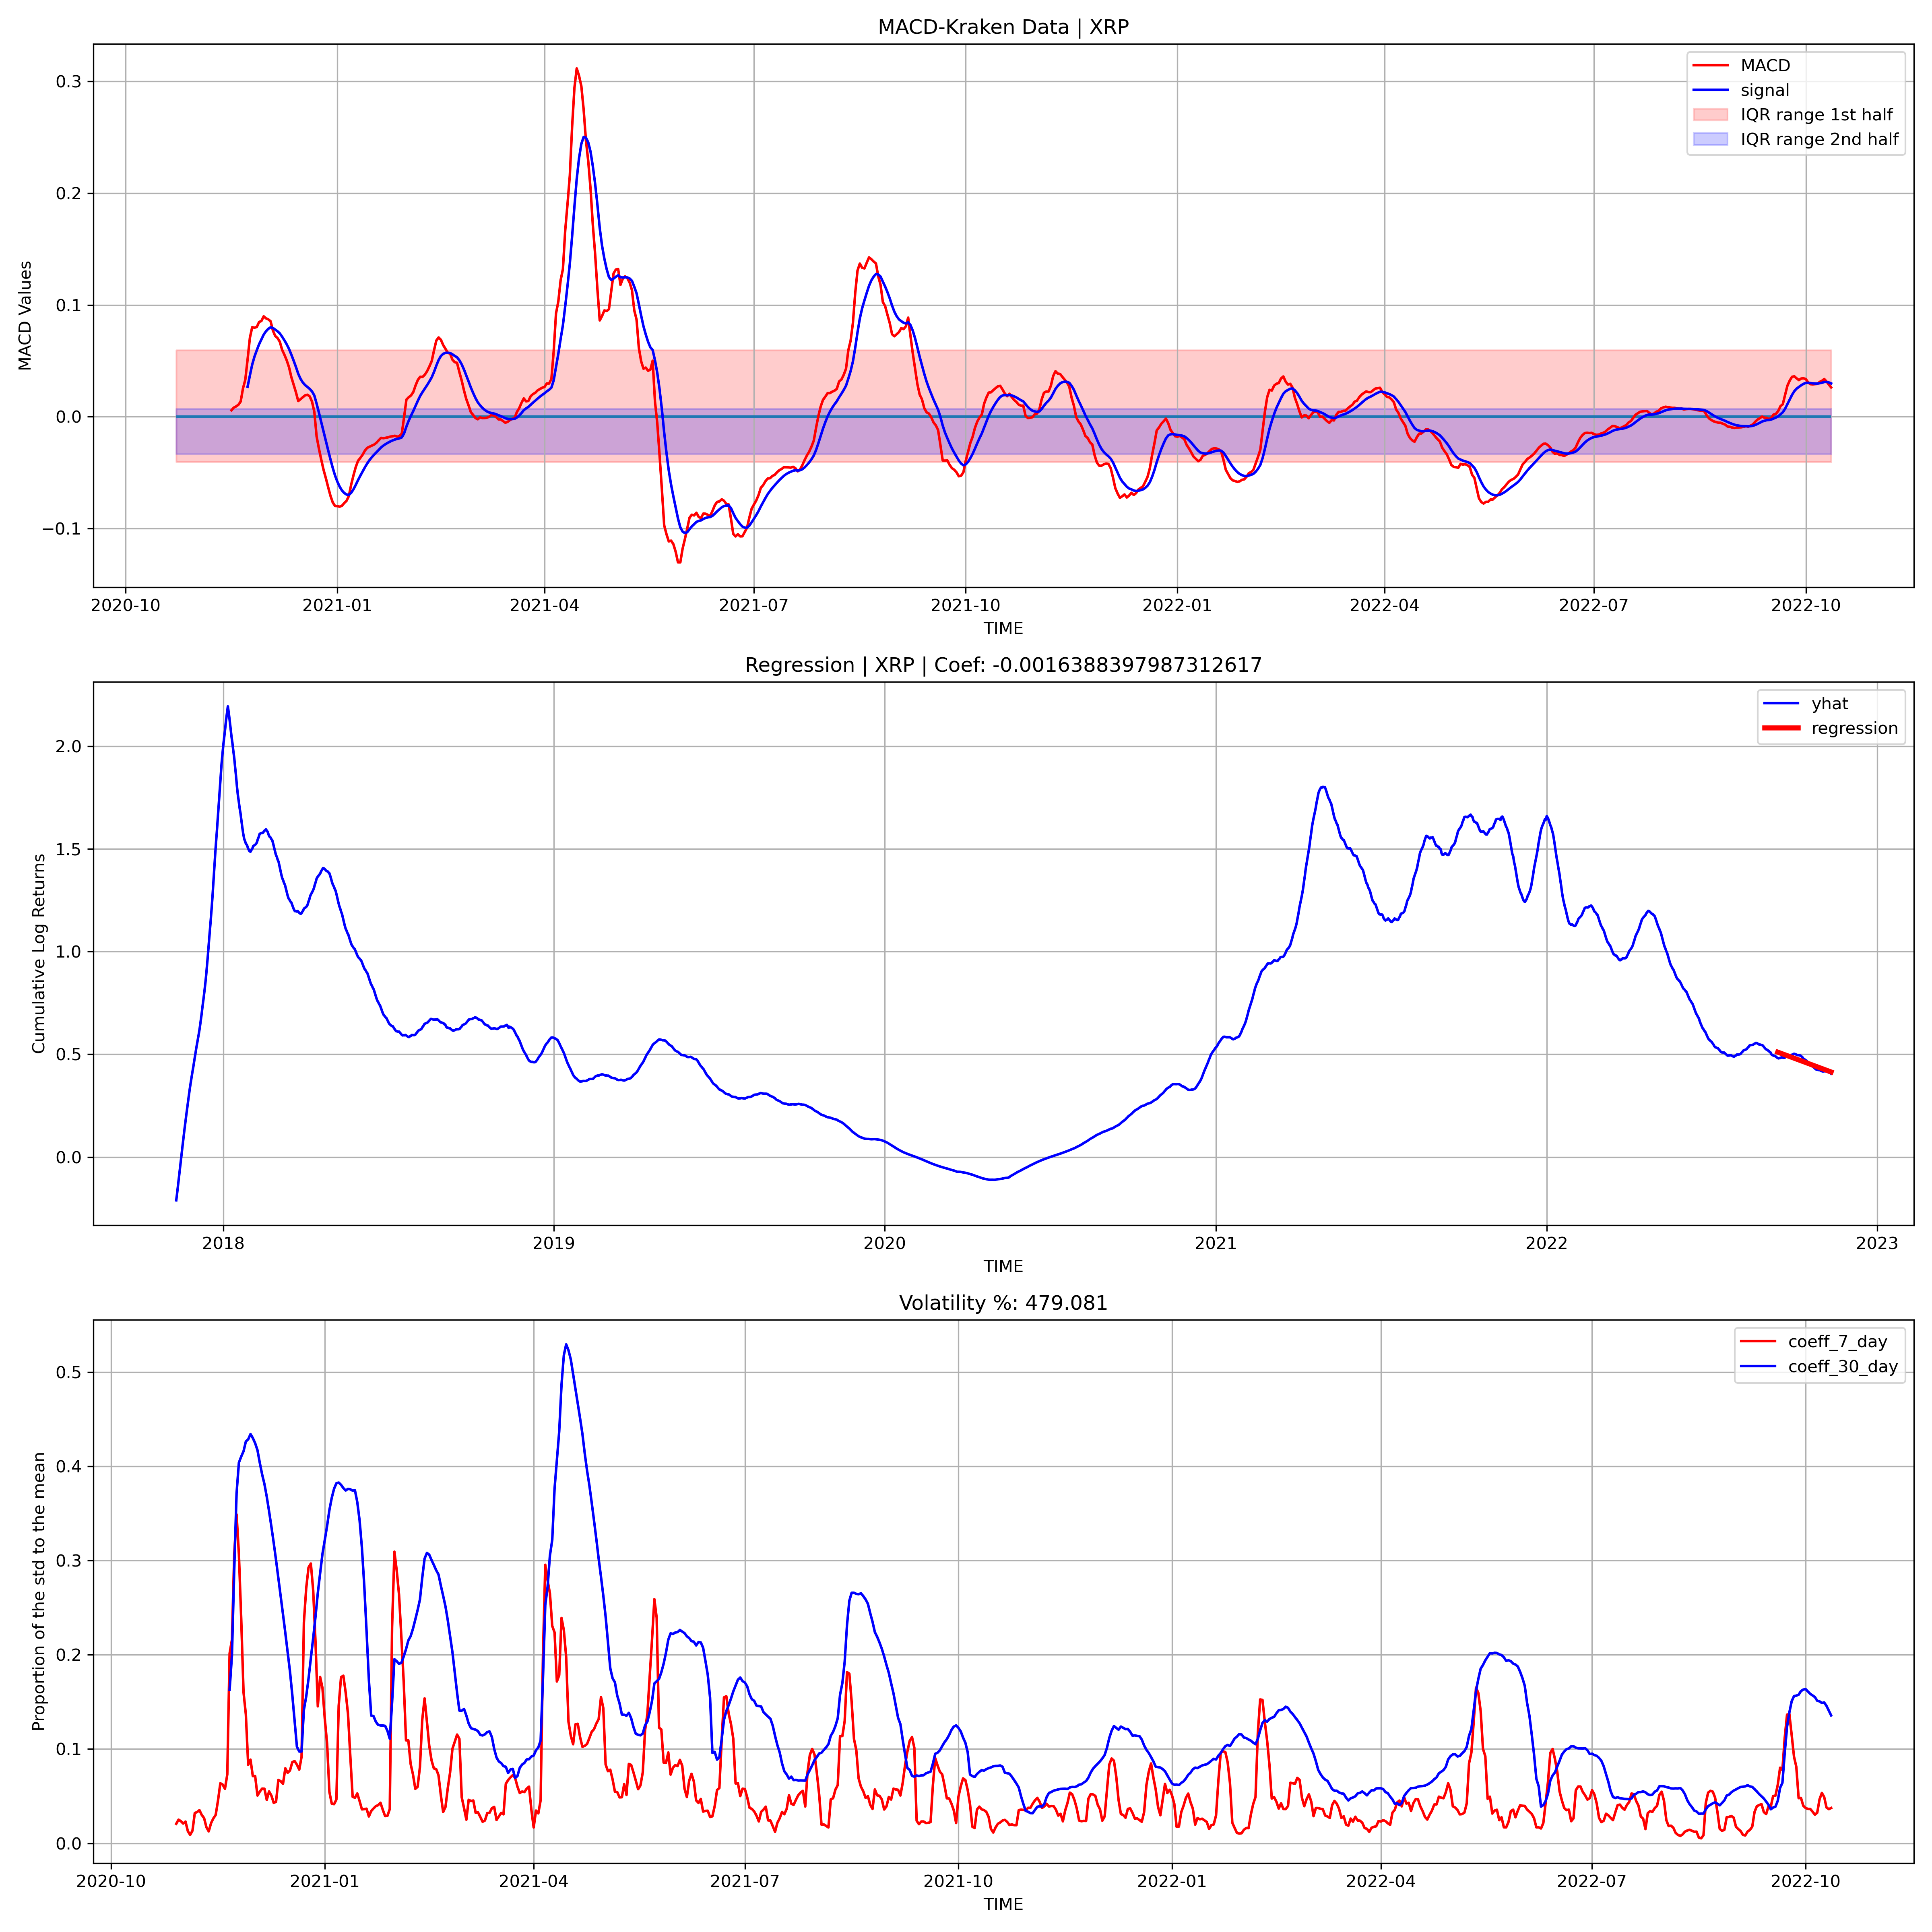 MACD-Kraken Data | XRP
MACD Values
0.3
0.2
0.1
0.0
−0.1
MACD
signal
IQR range 1st half
IQR range 2nd half
2020-10 2021-01 2021-04 2021-07 2021-10 2022-01 2022-04 2022-07 2022-10
TIME
Regression | XRP | Coef: -0.0016388397987312617
Cumulative Log Returns
2.0
1.5
1.0
0.5
0.0
yhat
regression
2018 2019 2020 2021 2022 2023
TIME
Volatility %: 479.081
Proportion of the std to the mean
0.5
0.4
0.3
0.2
0.1
0.0
coeff_7_day
coeff_30_day
2020-10 2021-01 2021-04 2021-07 2021-10 2022-01 2022-04 2022-07 2022-10
TIME